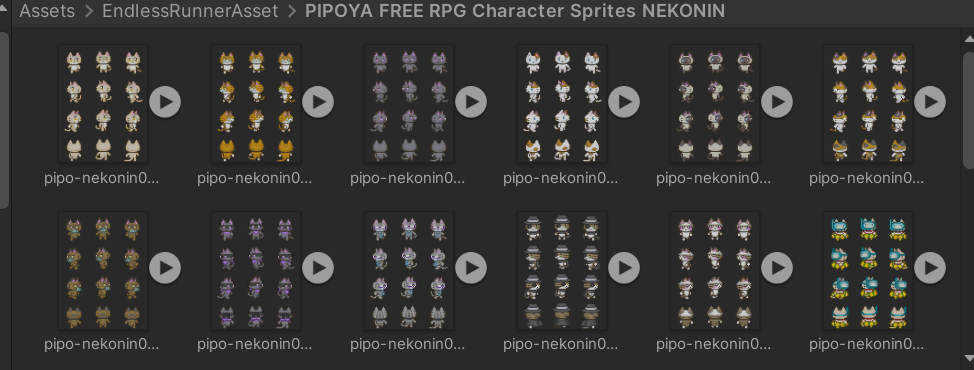 Assets > EndlessRunnerAsset > PIPOYA FREE RPG Character Sprites NEKONIN
pipo-nekonin0... pipo-nekonin0... pipo-nekonin0... pipo-nekonin0... pipo-nekonin0... pipo-nekonin0...
pipo-nekonin0... pipo-nekonin0... pipo-nekonin0... pipo-nekonin0... pipo-nekonin0... pipo-nekonin0...